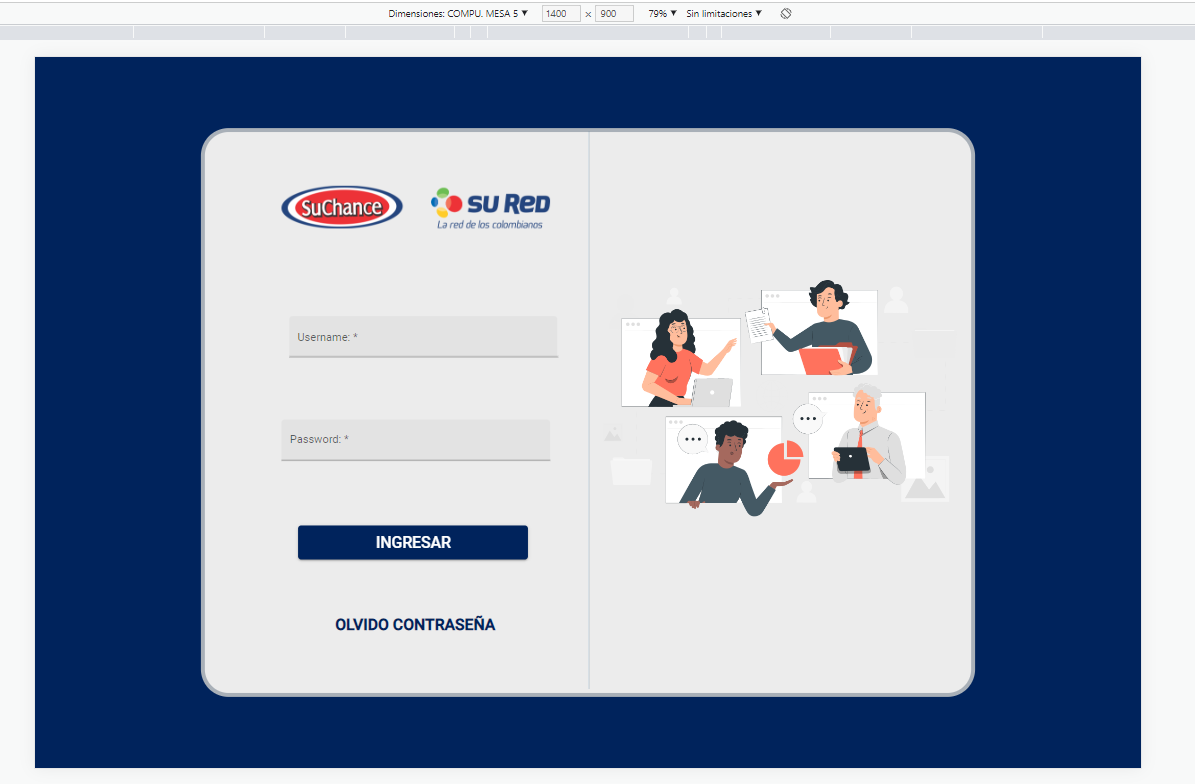 Dimensiones: COMPU. MESA 5 ▼ 1400 x 900 79% ▼ Sin limitaciones ▼
SuChance
su Red
La red de los colombianos
Username: *
Password: *
INGRESAR
OLVIDO CONTRASEÑA